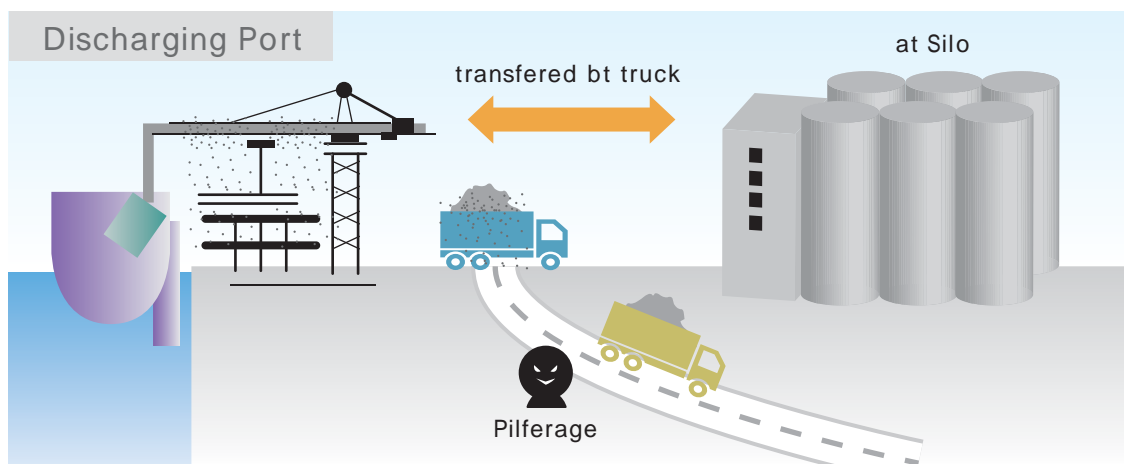 Discharging Port
at Silo
transfered bt truck
Pilferage